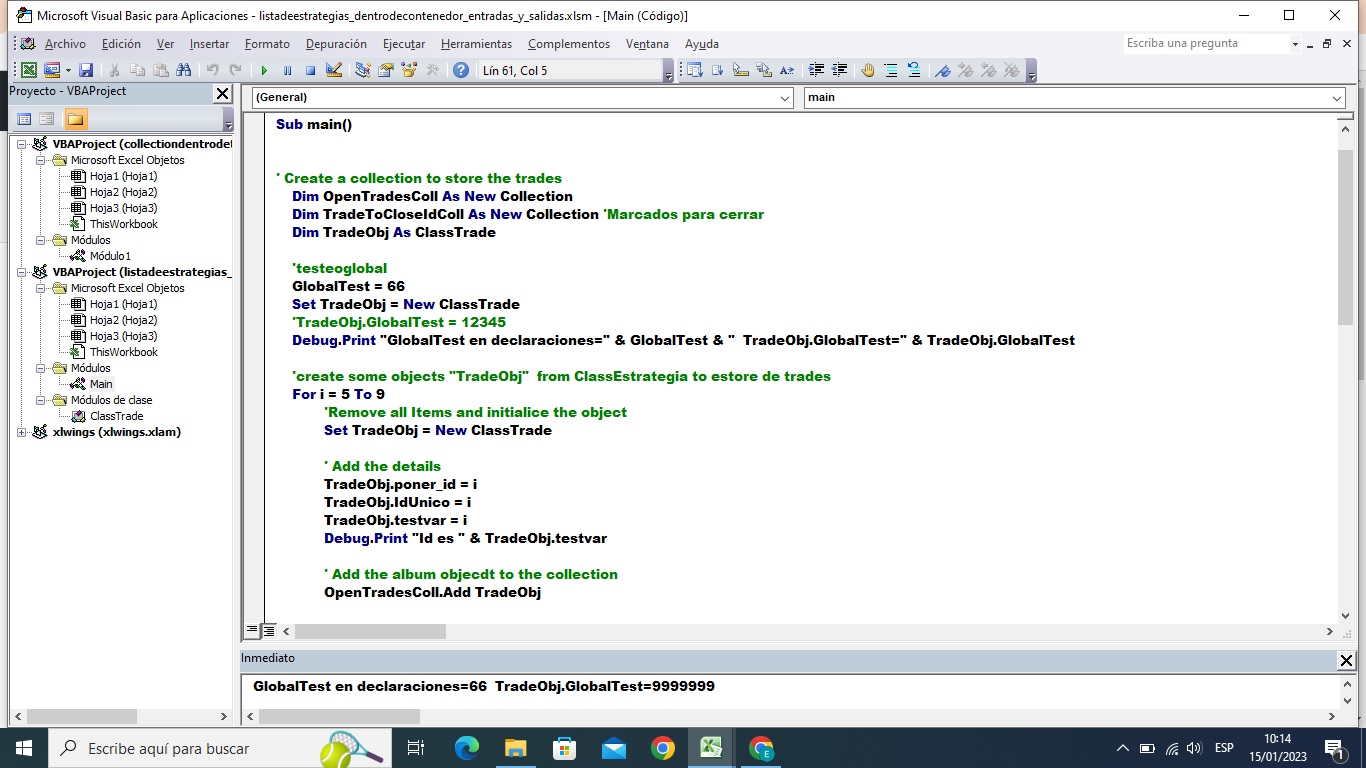 Microsoft Visual Basic para Aplicaciones - listadeestrategias_dentrodecontenedor_entradas_y_salidas.xlsm - [Main (Código)]
Archivo Edición Ver Insertar Formato Depuración Ejecutar Herramientas Complementos Ventana Ayuda
Escriba una pregunta
Lín 61, Col 5
Proyecto - VBAProject
VBAProject (collectiondentrodet
Microsoft Excel Objetos
Hoja1 (Hoja1)
Hoja2 (Hoja2)
Hoja3 (Hoja3)
ThisWorkbook
Módulos
Módulo1
VBAProject (listadeestrategias_
Microsoft Excel Objetos
Hoja1 (Hoja1)
Hoja2 (Hoja2)
Hoja3 (Hoja3)
ThisWorkbook
Módulos
Main
Módulos de clase
ClassTrade
xlwings (xlwings.xlam)
(General)
main
Sub main()
' Create a collection to store the trades
Dim OpenTradesColl As New Collection
Dim TradeToCloseIdColl As New Collection 'Marcados para cerrar
Dim TradeObj As ClassTrade
'testeoglobal
GlobalTest = 66
Set TradeObj = New ClassTrade
'TradeObj.GlobalTest = 12345
Debug.Print "GlobalTest en declaraciones=" & GlobalTest & "  TradeObj.GlobalTest=" & TradeObj.GlobalTest
'create some objects "TradeObj"  from ClassEstrategia to estore de trades
For i = 5 To 9
'Remove all Items and initialice the object
Set TradeObj = New ClassTrade
' Add the details
TradeObj.poner_id = i
TradeObj.IdUnico = i
TradeObj.testvar = i
Debug.Print "Id es " & TradeObj.testvar
' Add the album objecdt to the collection
OpenTradesColl.Add TradeObj
Inmediato
GlobalTest en declaraciones=66  TradeObj.GlobalTest=9999999
Escribe aquí para buscar
ESP
10:14
15/01/2023
1